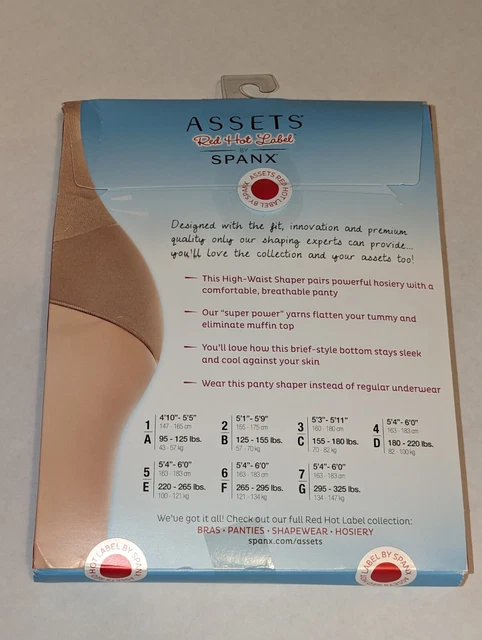 ASSETS
Red Hot Label
BY
SPANX
ASSETS RED HOT LABEL BY SPANX
Designed with the fit, innovation and premium
quality only our shaping experts can provide...
you'll love the collection and your assets too!
— This High-Waist Shaper pairs powerful hosiery with a
comfortable, breathable panty
— Our "super power" yarns flatten your tummy and
eliminate muffin top
— You'll love how this brief-style bottom stays sleek
and cool against your skin
— Wear this panty shaper instead of regular underwear
1 A 4'10"- 5'5"
147 - 165 cm
95 - 125 lbs.
43 - 57 kg
2 B 5'1"- 5'9"
155 - 175 cm
125 - 155 lbs.
57 - 70 kg
3 C 5'3"- 5'11"
160 - 180 cm
155 - 180 lbs.
70 - 82 kg
4 D 5'4"- 6'0"
163 - 183 cm
180 - 220 lbs.
82 - 100 kg
5 E 5'4"- 6'0"
163 - 183 cm
220 - 265 lbs.
100 - 121 kg
6 F 5'4"- 6'0"
163 - 183 cm
265 - 295 lbs.
121 - 134 kg
7 G 5'4"- 6'0"
163 - 183 cm
295 - 325 lbs.
134 - 147 kg
We've got it all! Check out our full Red Hot Label collection:
BRAS • PANTIES • SHAPEWEAR • HOSIERY
spanx.com/assets
HOT LABEL BY SPANX
HOT LABEL BY SPANX